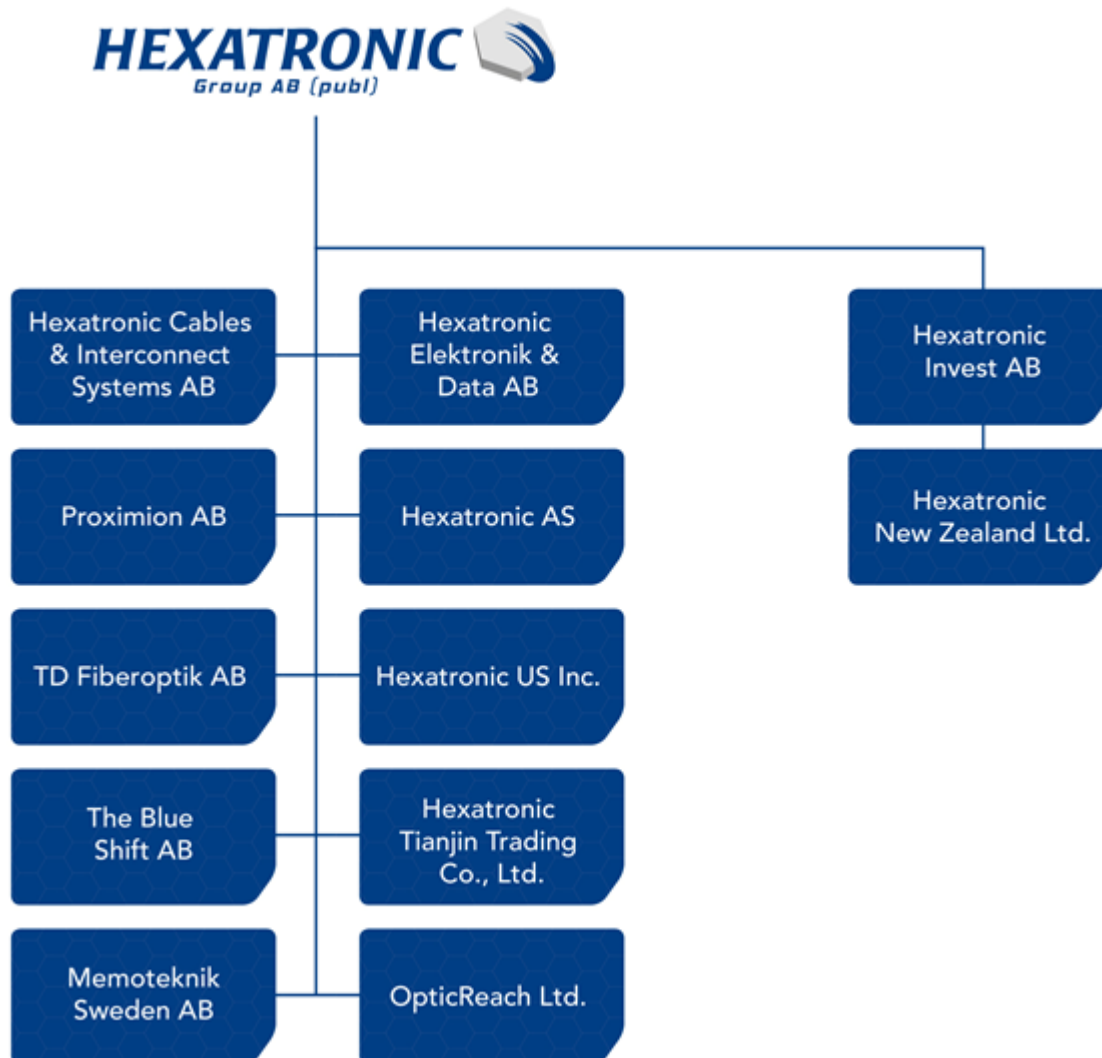 HEXATRONIC
Group AB (publ)
Hexatronic Cables
& Interconnect
Systems AB
Hexatronic
Elektronik &
Data AB
Hexatronic
Invest AB
Proximion AB
Hexatronic AS
Hexatronic
New Zealand Ltd.
TD Fiberoptik AB
Hexatronic US Inc.
The Blue
Shift AB
Hexatronic
Tianjin Trading
Co., Ltd.
Memoteknik
Sweden AB
OpticReach Ltd.